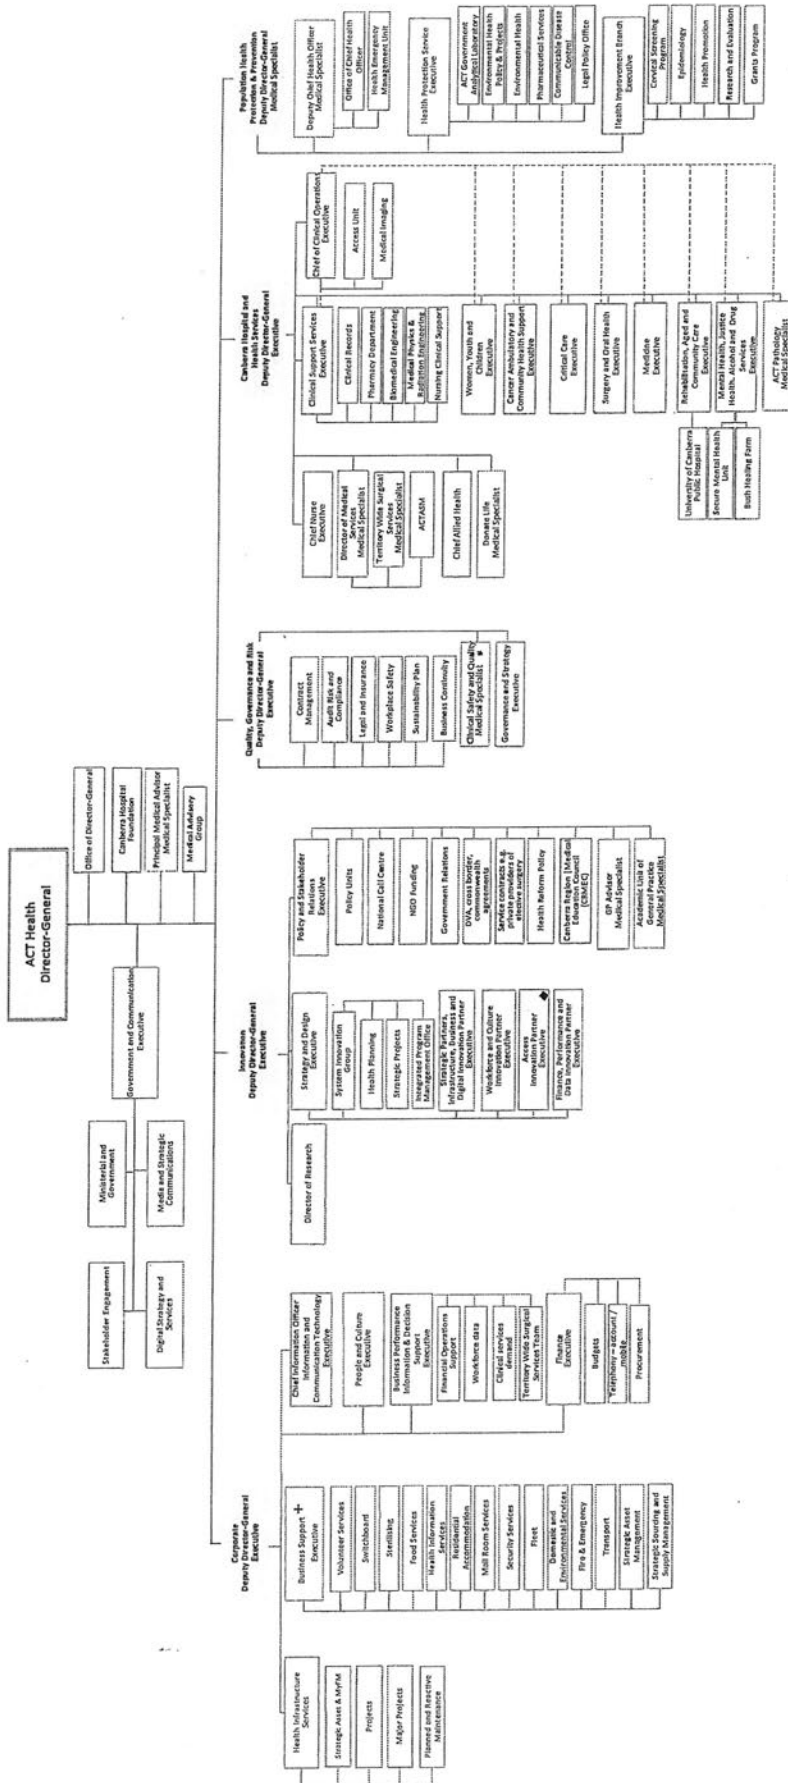 ACT Health
Director-General
Office of Director-General
Canberra Hospital
Foundation
Principal Medical Advisor
Medical Specialist
Medical Advisory
Group
Government and Communication
Executive
Stakeholder Engagement
Ministerial and
Government
Digital Strategy and
Services
Media and Strategic
Communications
Corporate
Deputy Director-General
Executive
Health Infrastructure
Services
Strategic Asset & MyFM
Projects
Major Projects
Planned and Reactive
Maintenance
Business Support +
Executive
Volunteer Services
Switchboard
Sterilising
Food Services
Health Information
Services
Residential
Accommodation
Mail Room Services
Security Services
Fleet
Domestic and
Environmental Services
Fire & Emergency
Transport
Strategic Asset
Management
Strategic Sourcing and
Supply Management
Chief Information Officer
Information and
Communication Technology
Executive
People and Culture
Executive
Business Performance
Information & Decision
Support
Executive
Financial Operations
Support
Workforce data
Clinical services
demand
Territory Wide Surgical
Services Team
Finance
Executive
Budgets
Telephony – account /
mobile
Procurement
Innovation
Deputy Director-General
Executive
Director of Research
Strategy and Design
Executive
System Innovation
Group
Health Planning
Strategic Projects
Integrated Program
Management Office
Strategic Partners,
Infrastructure, Business and
Digital Innovation Partner
Executive
Workforce and Culture
Innovation Partner
Executive
Access
Innovation Partner
Executive
Finance, Performance and
Data Innovation Partner
Executive
Policy and Stakeholder
Relations
Executive
Policy Units
National Call Centre
NGO Funding
Government Relations
DVA, cross border,
commonwealth
agreements
Service contracts e.g.
private providers of
elective surgery
Health Reform Policy
Canberra Region [Medical
Education Council
(CRMEC)
GP Advisor
Medical Specialist
Academic Unit of
General Practice
Medical Specialist
Quality, Governance and Risk
Deputy Director-General
Executive
Contract
Management
Audit Risk and
Compliance
Legal and Insurance
Workplace Safety
Sustainability Plan
Business Continuity
Clinical Safety and Quality
Medical Specialist
Governance and Strategy
Executive
Canberra Hospital and
Health Services
Deputy Director-General
Executive
Chief Nurse
Executive
Director of Medical
Services
Medical Specialist
Territory Wide Surgical
Services
Medical Specialist
ACTASM
Chief Allied Health
Donate Life
Medical Specialist
Clinical Support Services
Executive
Clinical Records
Pharmacy Department
Biomedical Engineering
Medical Physics &
Radiation Engineering
Nursing Clinical Support
Women, Youth and
Children
Executive
Cancer Ambulatory and
Community Health Support
Executive
Critical Care
Executive
Surgery and Oral Health
Executive
Medicine
Executive
Rehabilitation, Aged and
Community Care
Executive
Mental Health, Justice
Health, Alcohol and Drug
Services
Executive
ACT Pathology
Medical Specialist
University of Canberra
Public Hospital
Secure Mental Health
Unit
Bush Healing Farm
Chief of Clinical Operations
Executive
Access Unit
Medical Imaging
Population Health
Protection & Prevention
Deputy Director-General
Medical Specialist
Deputy Chief Health Officer
Medical Specialist
Office of Chief Health
Officer
Health Emergency
Management Unit
Health Protection Service
Executive
ACT Government
Analytical Laboratory
Environmental Health
Policy & Projects
Environmental Health
Pharmaceutical Services
Communicable Disease
Control
Legal Policy Office
Health Improvement Branch
Executive
Cervical Screening
Program
Epidemiology
Health Promotion
Research and Evaluation
Grants Program